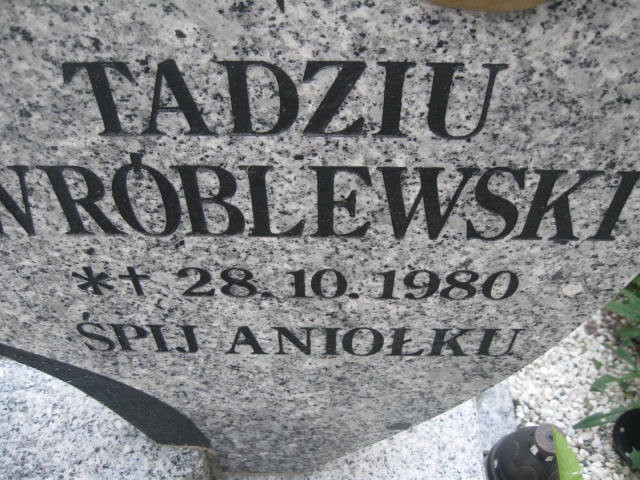 TADZIU
WRÓBLEWSKI
*† 28.10.1980
ŚPIJ ANIOŁKU